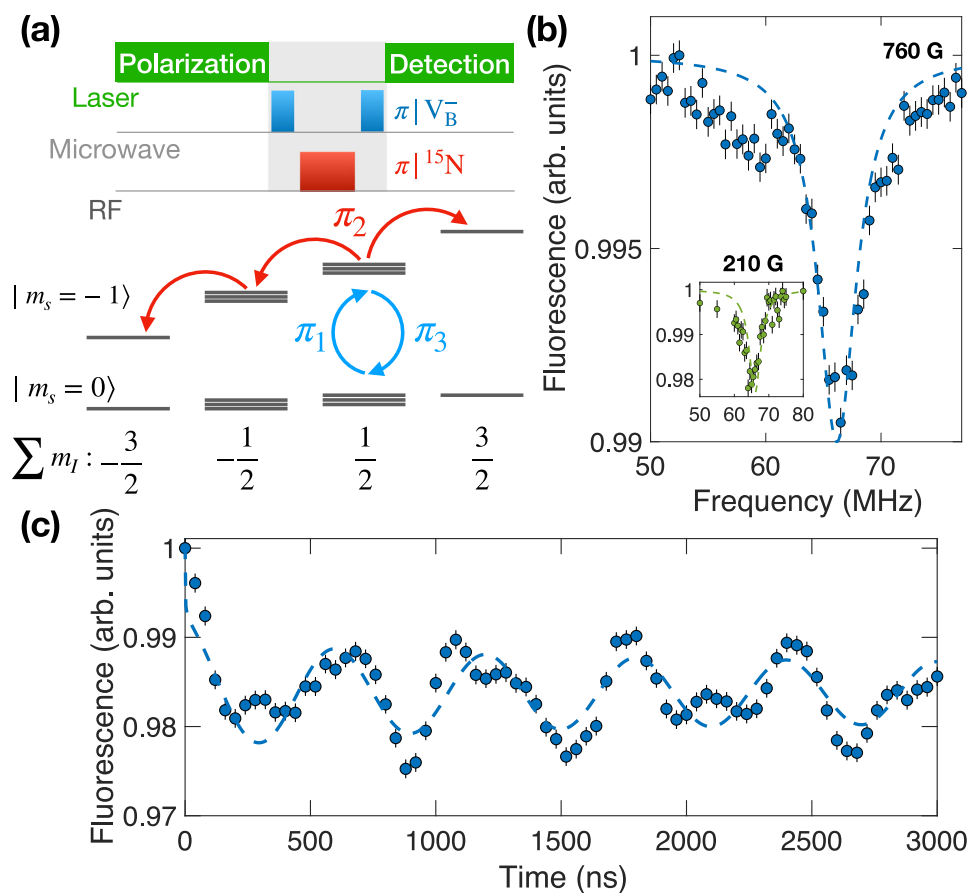 (a)
Polarization
Detection
Laser
π|V_B^-
Microwave
π|¹⁵N
RF
π₂
|m_s = −1⟩
π₁
π₃
|m_s = 0⟩
∑ m_I : −3/2
−1/2
1/2
3/2
(b)
760 G
1
0.995
0.99
Fluorescence (arb. units)
210 G
1
0.99
0.98
50 60 70 80
50 60 70
Frequency (MHz)
(c)
1
0.99
0.98
0.97
Fluorescence (arb. units)
0 500 1000 1500 2000 2500 3000
Time (ns)